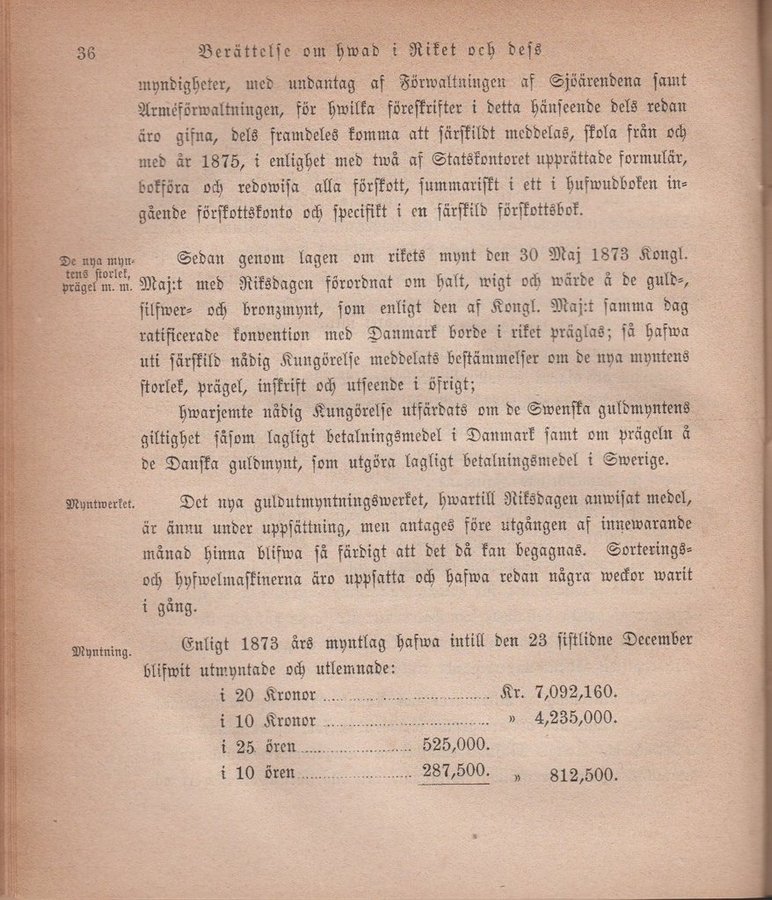 36 Berättelse om hwad i Riket och dess
myndigheter, med undantag af Förwaltningen af Sjöärendena samt
Arméförwaltningen, för hwilka föreskrifter i detta hänseende dels redan
äro gifna, dels framdeles komma att särskildt meddelas, skola från och
med år 1875, i enlighet med twå af Statskontoret upprättade formulär,
bokföra och redowisa alla förskott, summariskt i ett i hufwudboken in-
gående förskottskonto och specifikt i en särskild förskottsbok.
De nya myn-
tens storlek,
prägel m. m.
Sedan genom lagen om rikets mynt den 30 Maj 1873 Kongl.
Maj:t med Riksdagen förordnat om halt, wigt och wärde å de guld-,
silfwer- och bronzmynt, som enligt den af Kongl. Maj:t samma dag
ratificerade konvention med Danmark borde i riket präglas; så hafwa
uti särskild nådig Kungörelse meddelats bestämmelser om de nya myntens
storlek, prägel, inskrift och utseende i öfrigt;
hwarjemte nådig Kungörelse utfärdats om de Swenska guldmyntens
giltighet såsom lagligt betalningsmedel i Danmark samt om prägeln å
de Danska guldmynt, som utgöra lagligt betalningsmedel i Swerige.
Myntwerket.
Det nya guldutmyntningswerket, hwartill Riksdagen anwisat medel,
är ännu under uppsättning, men antages före utgången af innewarande
månad hinna blifwa så färdigt att det då kan begagnas. Sorterings-
och hyfwelmaskinerna äro uppsatta och hafwa redan några weckor warit
i gång.
Myntning.
Enligt 1873 års myntlag hafwa intill den 23 sistlidne December
blifwit utmyntade och utlemnade:
i 20 Kronor ........................................ Kr. 7,092,160.
i 10 Kronor ........................................ » 4,235,000.
i 25 ören .......................... 525,000.
i 10 ören .......................... 287,500. » 812,500.